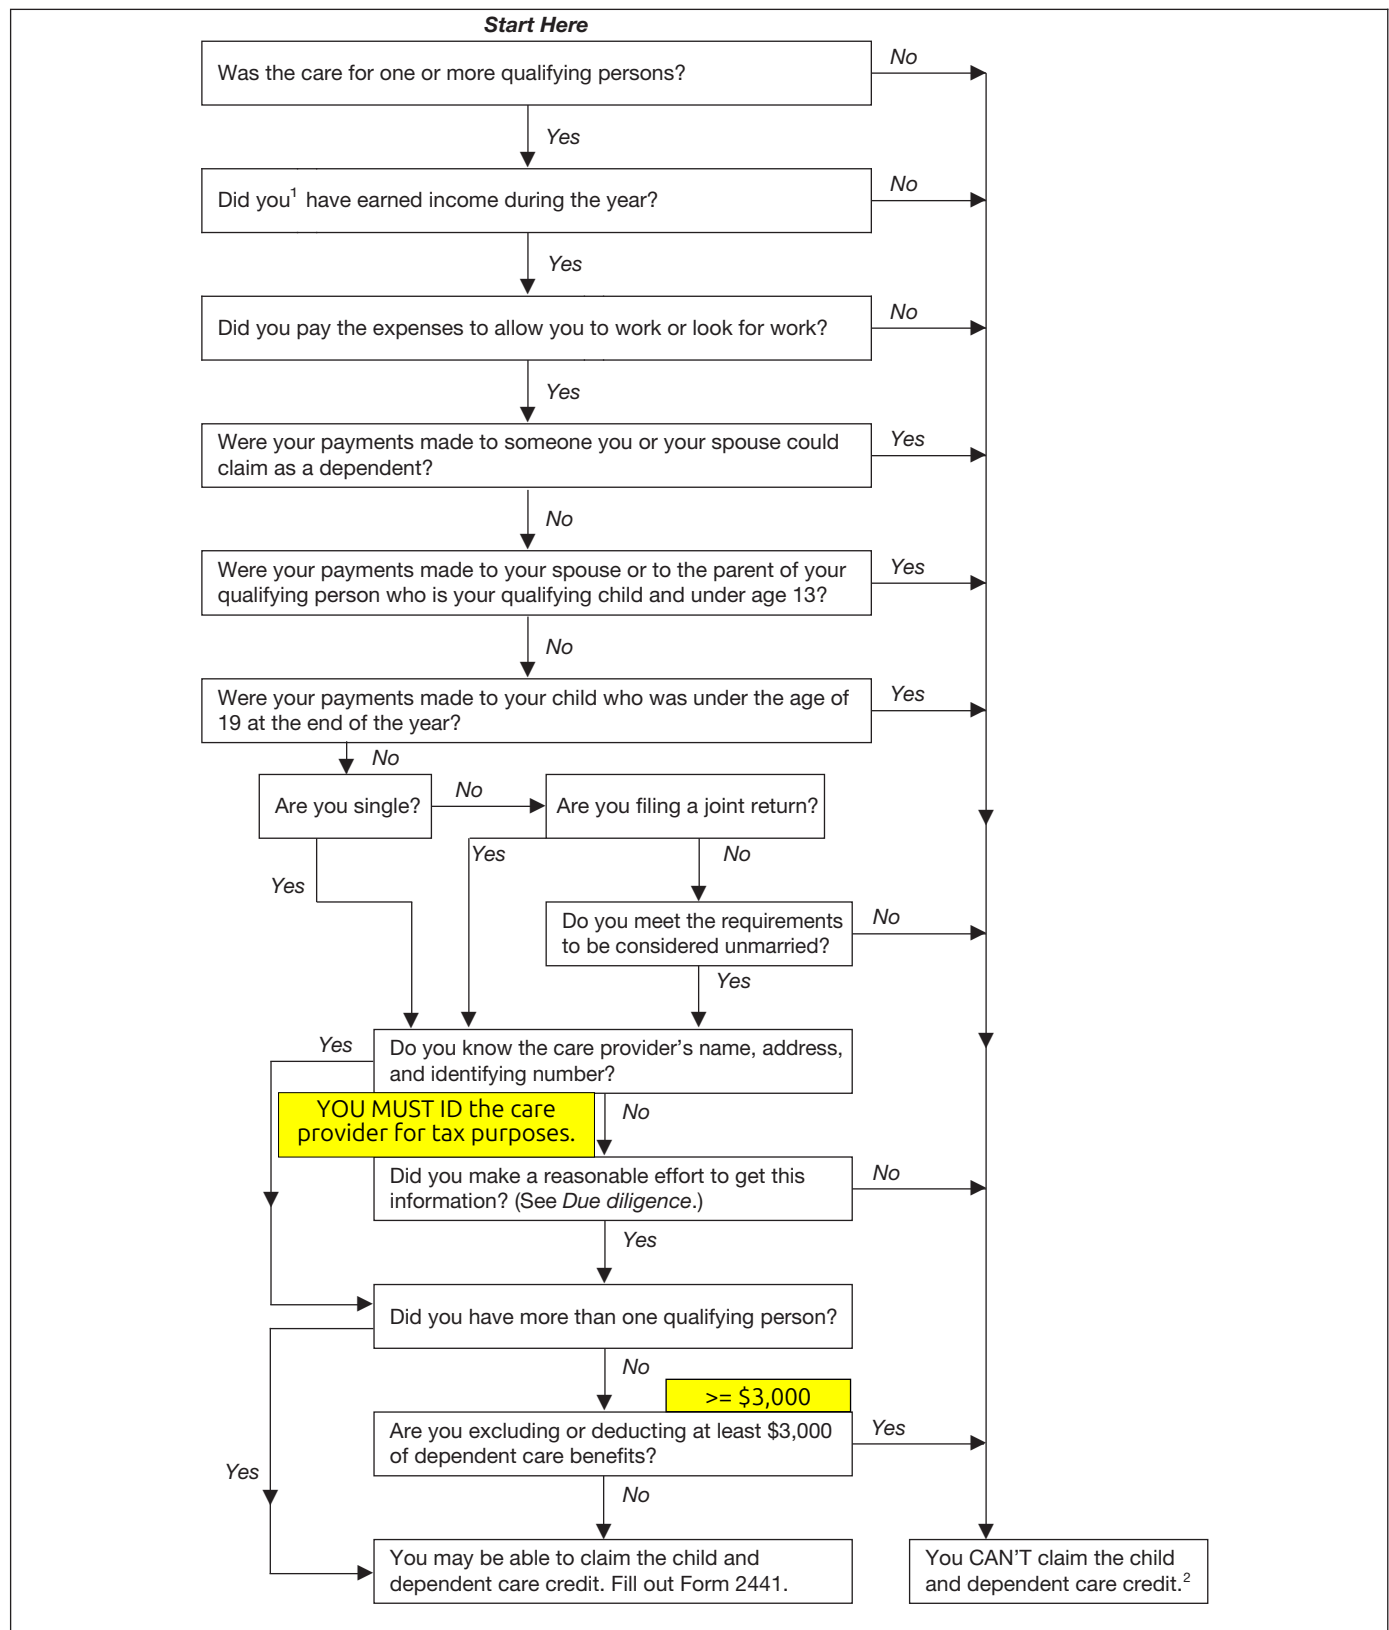 Start Here
Was the care for one or more qualifying persons?
No
Yes
Did you1 have earned income during the year?
No
Yes
Did you pay the expenses to allow you to work or look for work?
No
Yes
Were your payments made to someone you or your spouse could
claim as a dependent?
Yes
No
Were your payments made to your spouse or to the parent of your
qualifying person who is your qualifying child and under age 13?
Yes
No
Were your payments made to your child who was under the age of
19 at the end of the year?
Yes
No
Are you single?
No
Are you filing a joint return?
Yes
No
Yes
Do you meet the requirements
to be considered unmarried?
No
Yes
Yes
Do you know the care provider's name, address,
and identifying number?
YOU MUST ID the care
provider for tax purposes.
No
Did you make a reasonable effort to get this
information? (See Due diligence.)
No
Yes
Did you have more than one qualifying person?
No
>= $3,000
Are you excluding or deducting at least $3,000
of dependent care benefits?
Yes
Yes
No
You may be able to claim the child and
dependent care credit. Fill out Form 2441.
You CAN'T claim the child
and dependent care credit.2